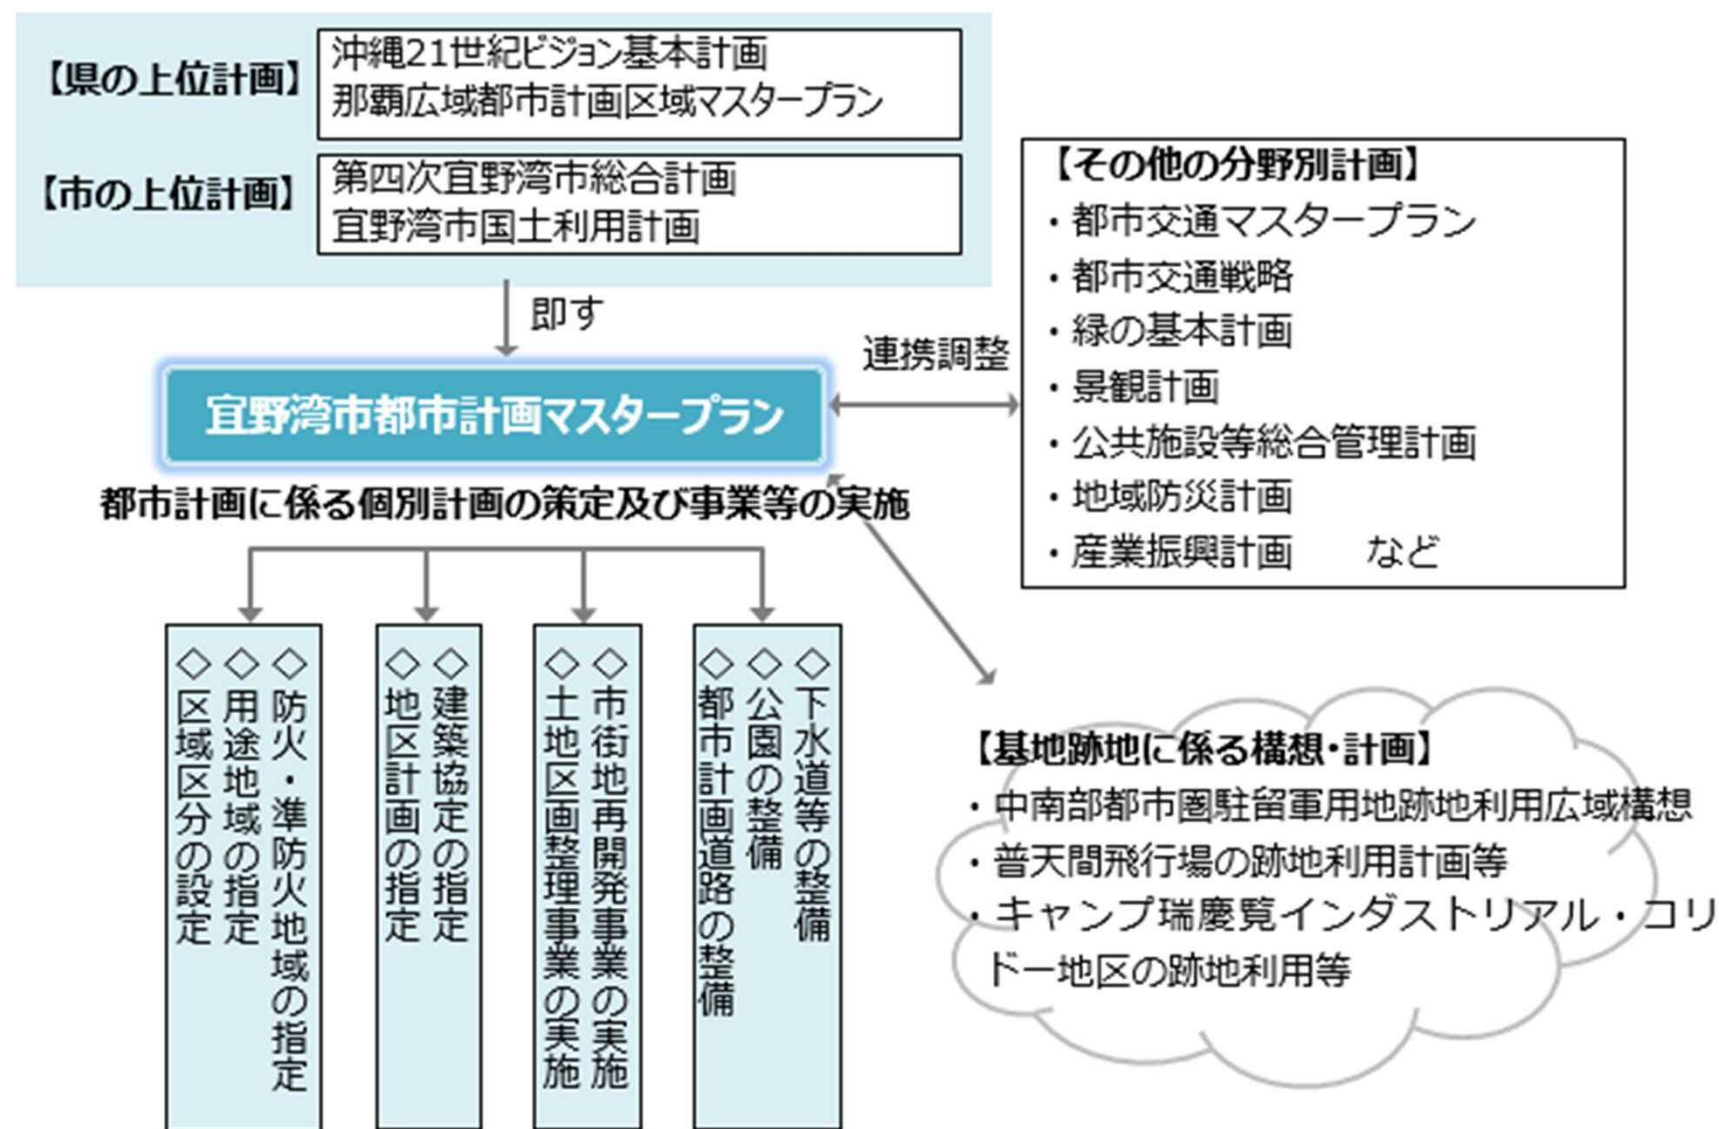 【県の上位計画】
沖縄21世紀ビジョン基本計画
那覇広域都市計画区域マスタープラン
【市の上位計画】
第四次宜野湾市総合計画
宜野湾市国土利用計画
即す
宜野湾市都市計画マスタープラン
連携調整
【その他の分野別計画】
・都市交通マスタープラン
・都市交通戦略
・緑の基本計画
・景観計画
・公共施設等総合管理計画
・地域防災計画
・産業振興計画　　など
都市計画に係る個別計画の策定及び事業等の実施
◇防火・準防火地域の指定
◇用途地域の指定
◇区域区分の設定
◇建築協定の指定
◇地区計画の指定
◇市街地再開発事業の実施
◇土地区画整理事業の実施
◇下水道等の整備
◇公園の整備
◇都市計画道路の整備
【基地跡地に係る構想・計画】
・中南部都市圏駐留軍用地跡地利用広域構想
・普天間飛行場の跡地利用計画等
・キャンプ瑞慶覧インダストリアル・コリ
ドー地区の跡地利用等